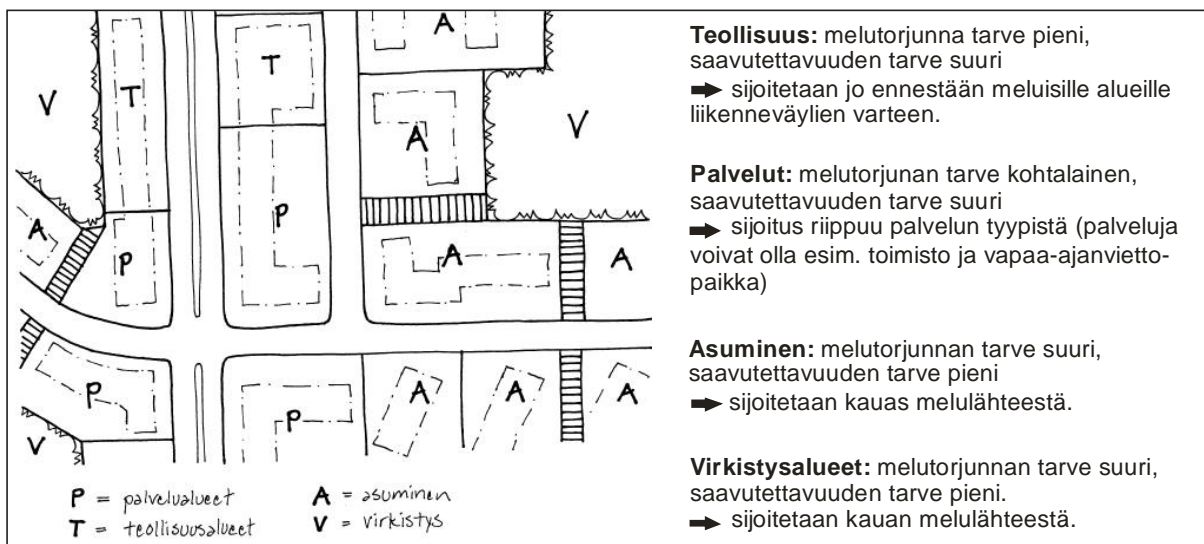 A
T
V
T
A
V
P
A
P
A
A
P
P
A
A
A
V
P = palvelualueet
T = teollisuusalueet
A = asuminen
V = virkistys
Teollisuus: melutorjunna tarve pieni,
saavutettavuuden tarve suuri
➡ sijoitetaan jo ennestään meluisille alueille
liikenneväylien varteen.
Palvelut: melutorjunan tarve kohtalainen,
saavutettavuuden tarve suuri
➡ sijoitus riippuu palvelun tyypistä (palveluja
voivat olla esim. toimisto ja vapaa-ajanvietto-
paikka)
Asuminen: melutorjunnan tarve suuri,
saavutettavuuden tarve pieni
➡ sijoitetaan kauas melulähteestä.
Virkistysalueet: melutorjunnan tarve suuri,
saavutettavuuden tarve pieni.
➡ sijoitetaan kauan melulähteestä.